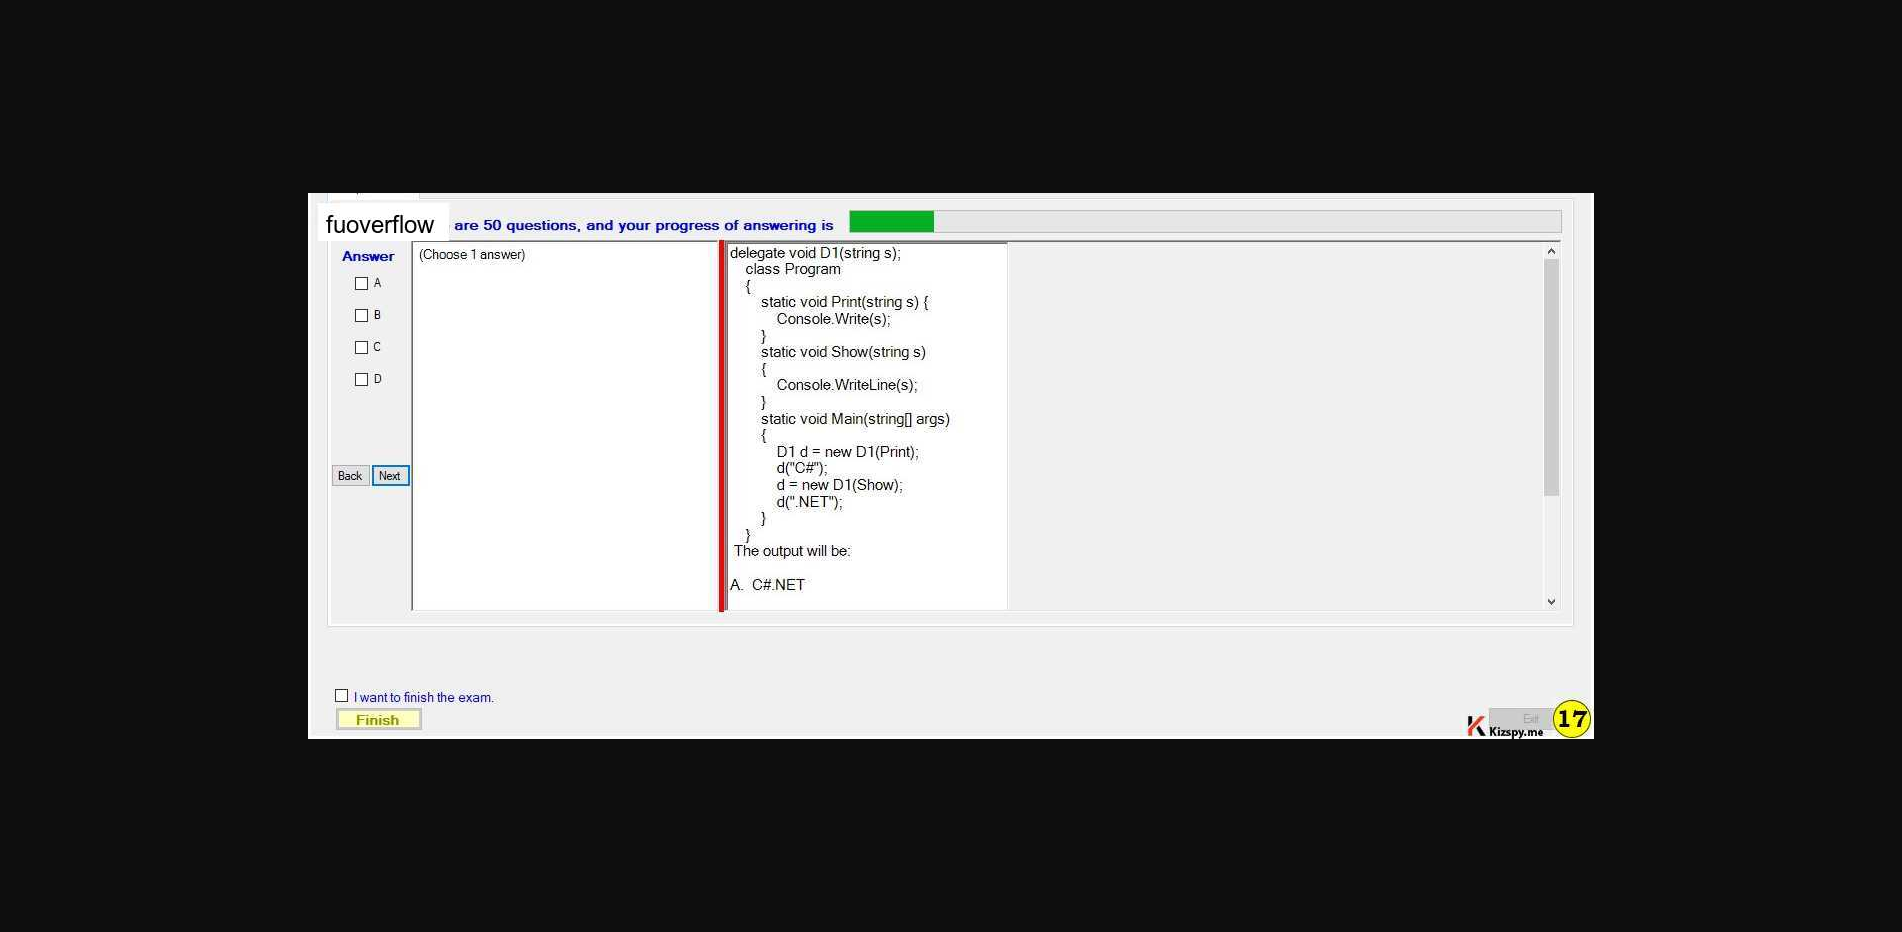 fuoverflow are 50 questions, and your progress of answering is
Answer
A
B
C
D
Back Next
(Choose 1 answer)
delegate void D1(string s);
class Program
{
static void Print(string s) {
Console.Write(s);
}
static void Show(string s)
{
Console.WriteLine(s);
}
static void Main(string[] args)
{
D1 d = new D1(Print);
d("C#");
d = new D1(Show);
d(".NET");
}
}
The output will be:
A. C#.NET
I want to finish the exam.
Finish
Exit
Kizspy.me
17